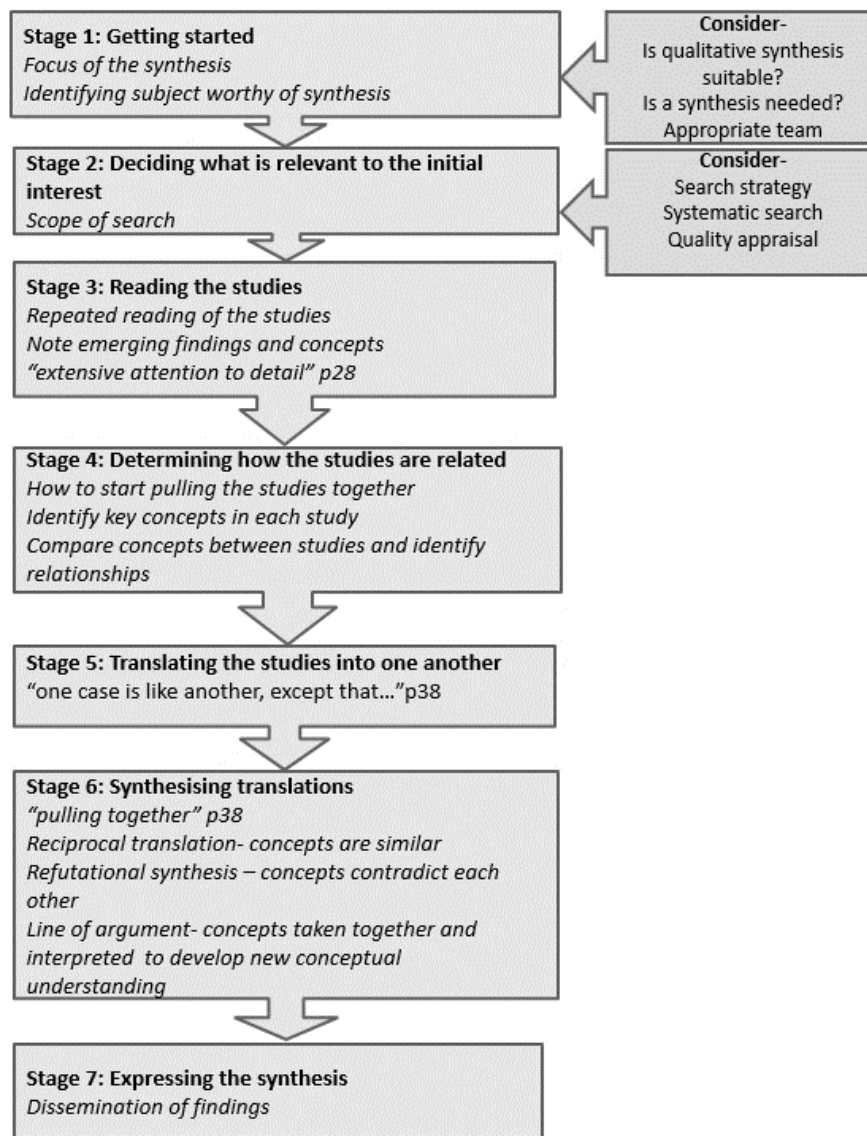 Stage 1: Getting started
Focus of the synthesis
Identifying subject worthy of synthesis
Consider-
Is qualitative synthesis
suitable?
Is a synthesis needed?
Appropriate team
Stage 2: Deciding what is relevant to the initial
interest
Scope of search
Consider-
Search strategy
Systematic search
Quality appraisal
Stage 3: Reading the studies
Repeated reading of the studies
Note emerging findings and concepts
“extensive attention to detail” p28
Stage 4: Determining how the studies are related
How to start pulling the studies together
Identify key concepts in each study
Compare concepts between studies and identify
relationships
Stage 5: Translating the studies into one another
“one case is like another, except that…”p38
Stage 6: Synthesising translations
“pulling together” p38
Reciprocal translation- concepts are similar
Refutational synthesis – concepts contradict each
other
Line of argument- concepts taken together and
interpreted to develop new conceptual
understanding
Stage 7: Expressing the synthesis
Dissemination of findings